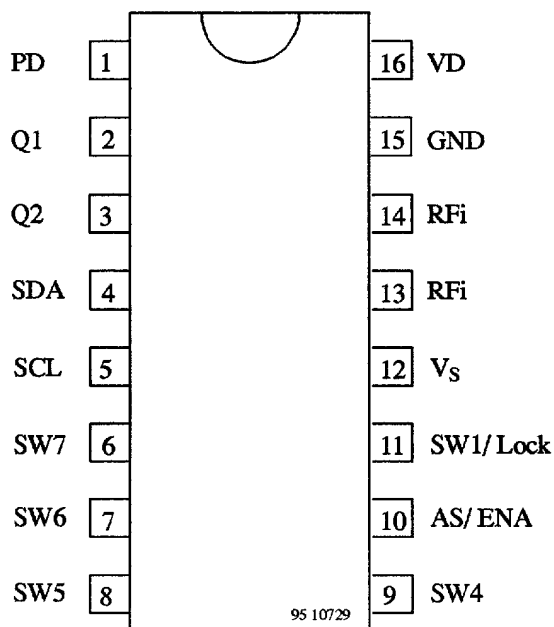 PD 1 16 VD
Q1 2 15 GND
Q2 3 14 RFi
SDA 4 13 RFi
SCL 5 12 VS
SW7 6 11 SW1/ Lock
SW6 7 10 AS/ ENA
SW5 8 9 SW4
95 10729